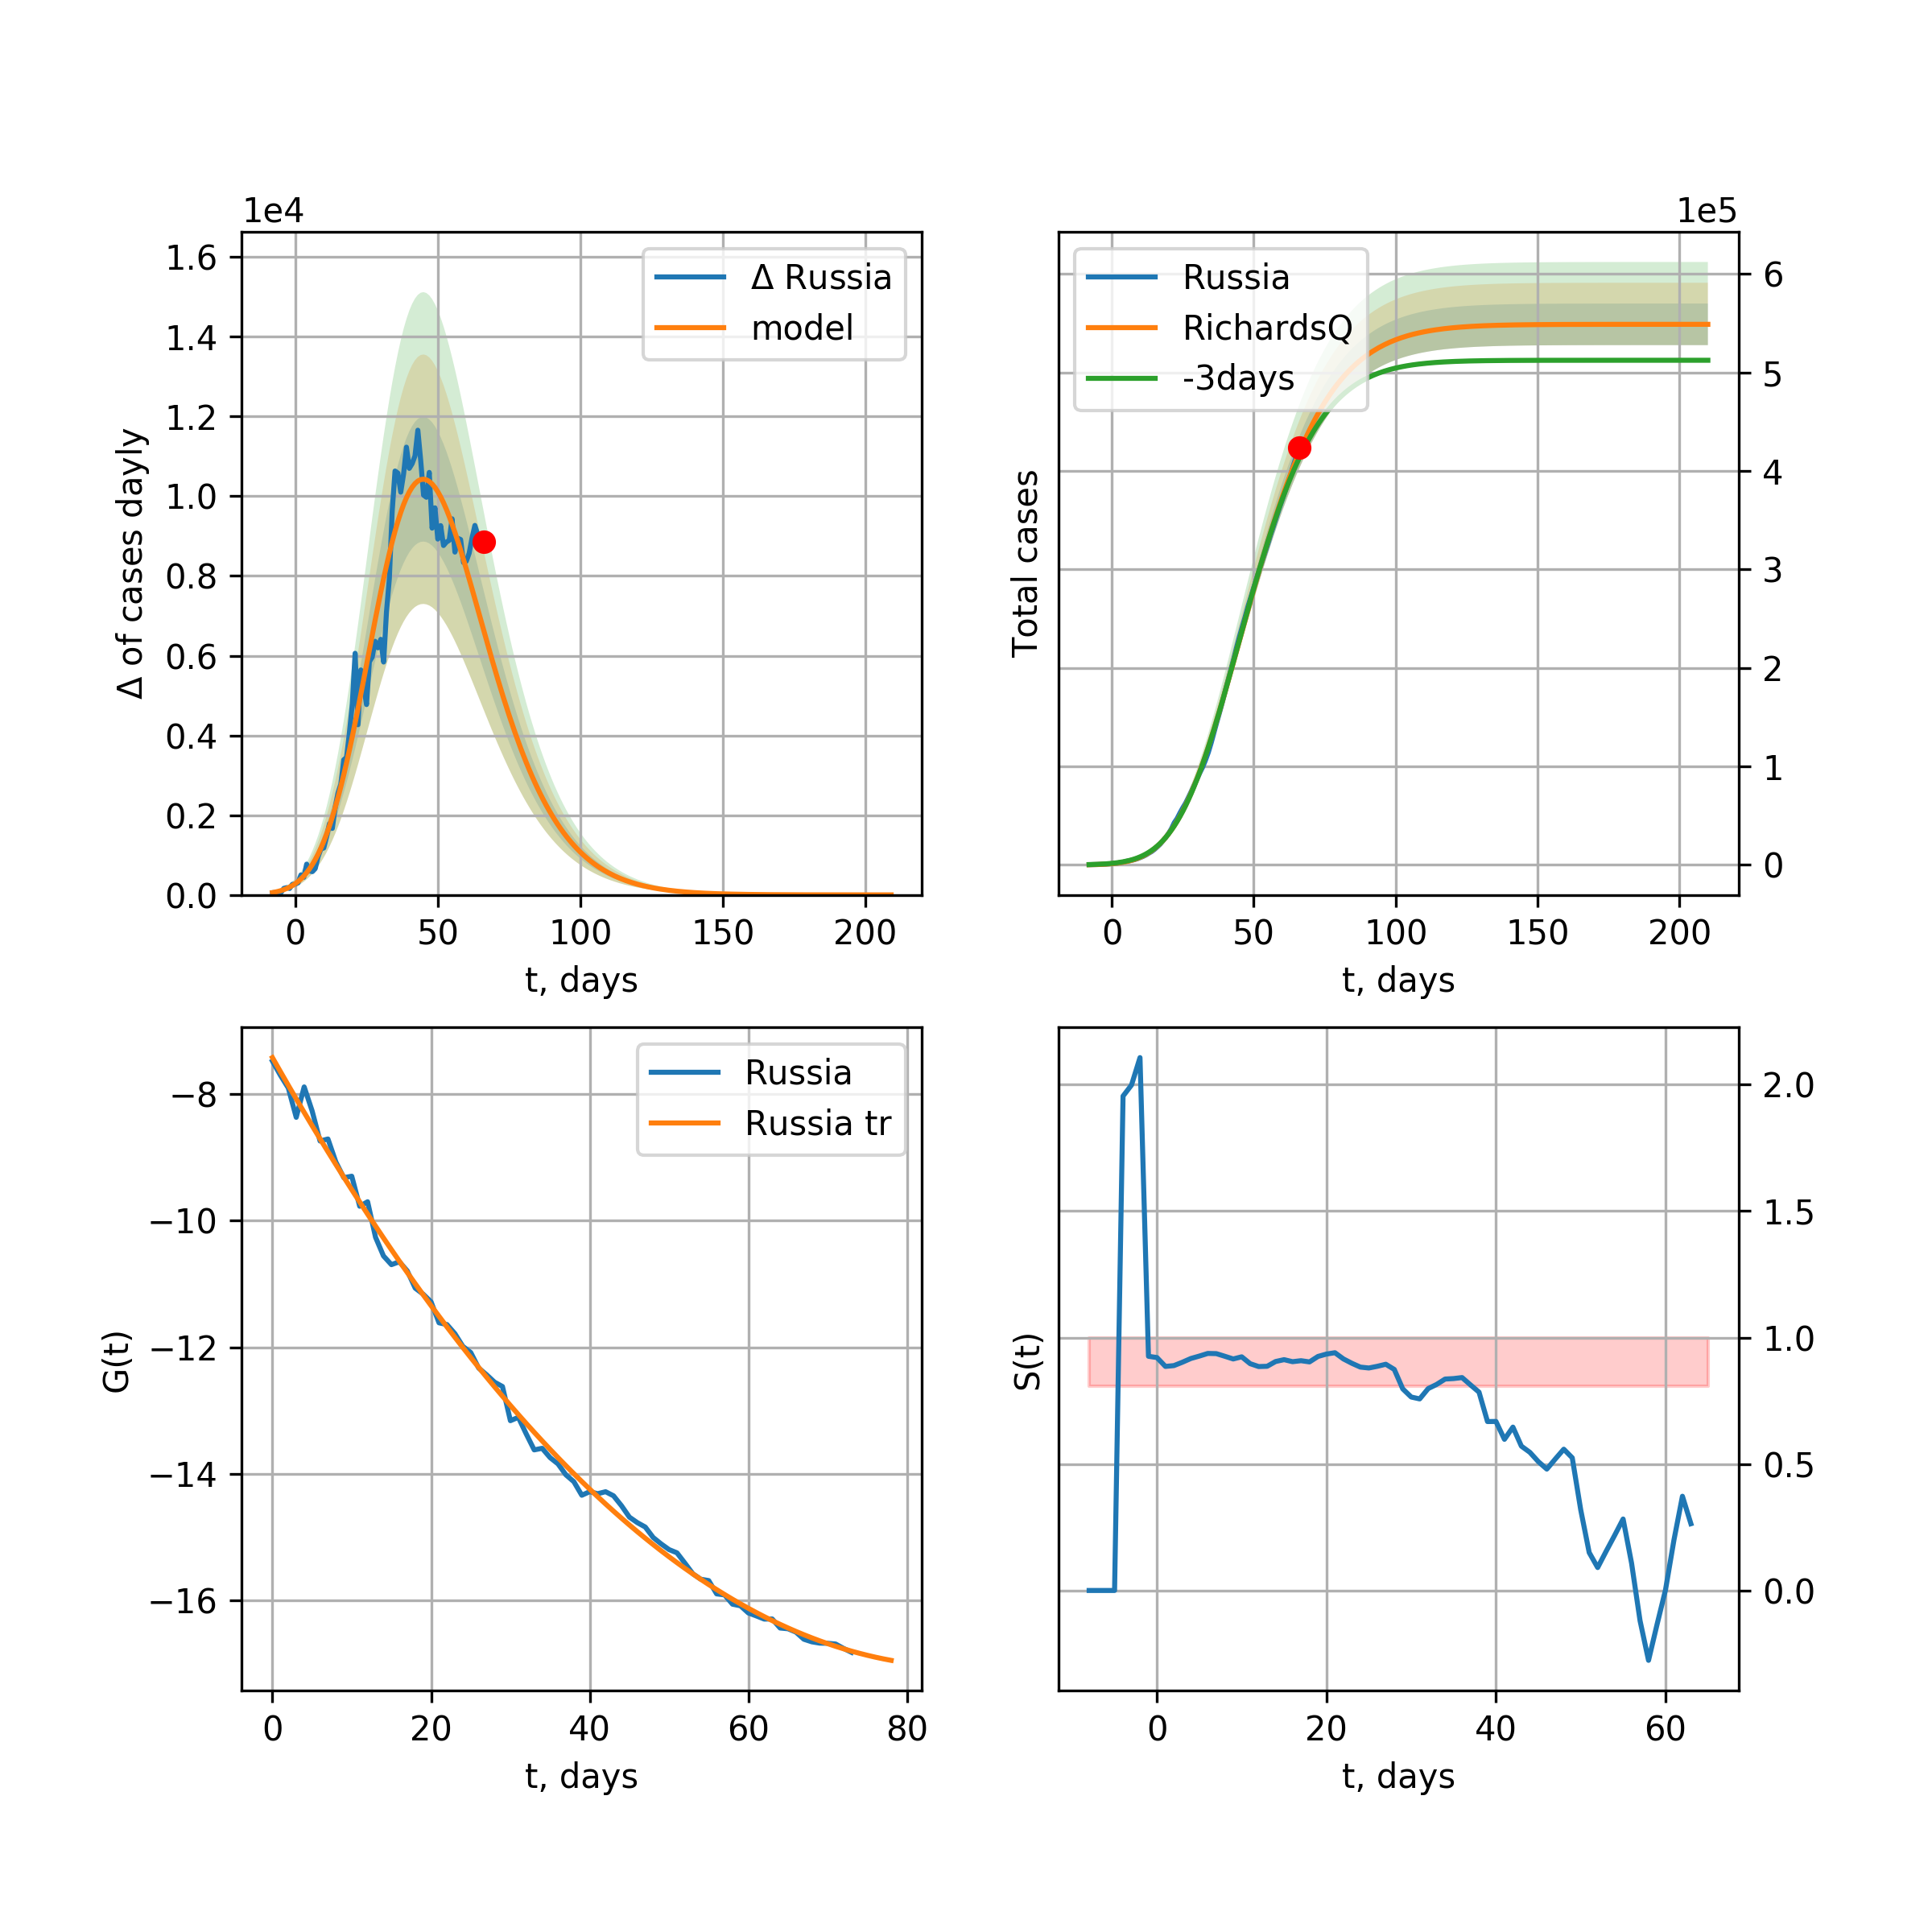 1e4
1.6
1.4
1.2
1.0
0.8
0.6
0.4
0.2
0.0
Δ of cases dayly
Δ Russia
model
0 50 100 150 200
t, days
1e5
Russia
RichardsQ
-3days
Total cases
6
5
4
3
2
1
0
0 50 100 150 200
t, days
−8
−10
−12
−14
−16
G(t)
Russia
Russia tr
0 20 40 60 80
t, days
S(t)
2.0
1.5
1.0
0.5
0.0
0 20 40 60
t, days